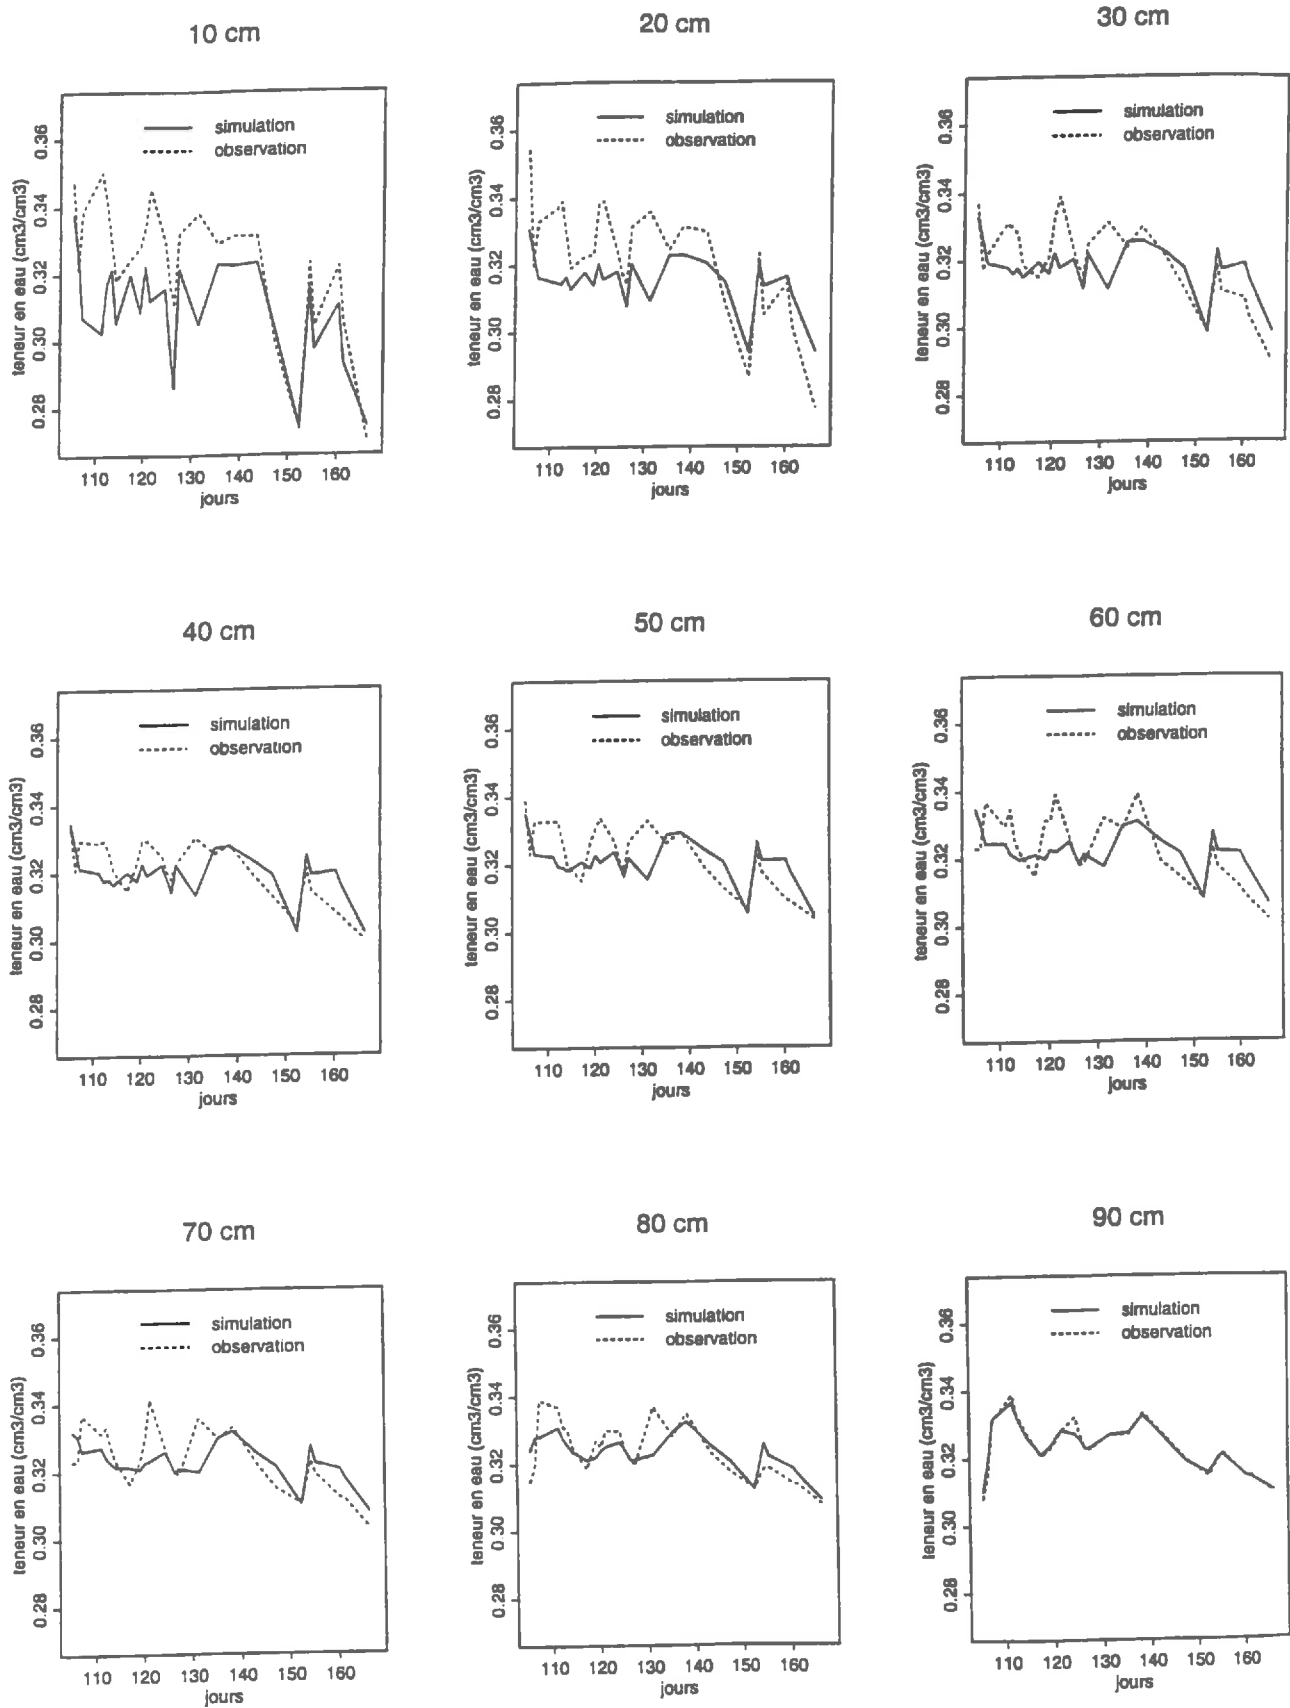 10 cm
20 cm
30 cm
simulation
observation
simulation
observation
simulation
observation
teneur en eau (cm3/cm3)
0.28 0.30 0.32 0.34 0.36
teneur en eau (cm3/cm3)
0.28 0.30 0.32 0.34 0.36
teneur en eau (cm3/cm3)
0.28 0.30 0.32 0.34 0.36
110 120 130 140 150 160
jours
110 120 130 140 150 160
jours
110 120 130 140 150 160
jours
40 cm
50 cm
60 cm
simulation
observation
simulation
observation
simulation
observation
teneur en eau (cm3/cm3)
0.28 0.30 0.32 0.34 0.36
teneur en eau (cm3/cm3)
0.28 0.30 0.32 0.34 0.36
teneur en eau (cm3/cm3)
0.28 0.30 0.32 0.34 0.36
110 120 130 140 150 160
jours
110 120 130 140 150 160
jours
110 120 130 140 150 160
jours
70 cm
80 cm
90 cm
simulation
observation
simulation
observation
simulation
observation
teneur en eau (cm3/cm3)
0.28 0.30 0.32 0.34 0.36
teneur en eau (cm3/cm3)
0.28 0.30 0.32 0.34 0.36
teneur en eau (cm3/cm3)
0.28 0.30 0.32 0.34 0.36
110 120 130 140 150 160
jours
110 120 130 140 150 160
jours
110 120 130 140 150 160
jours